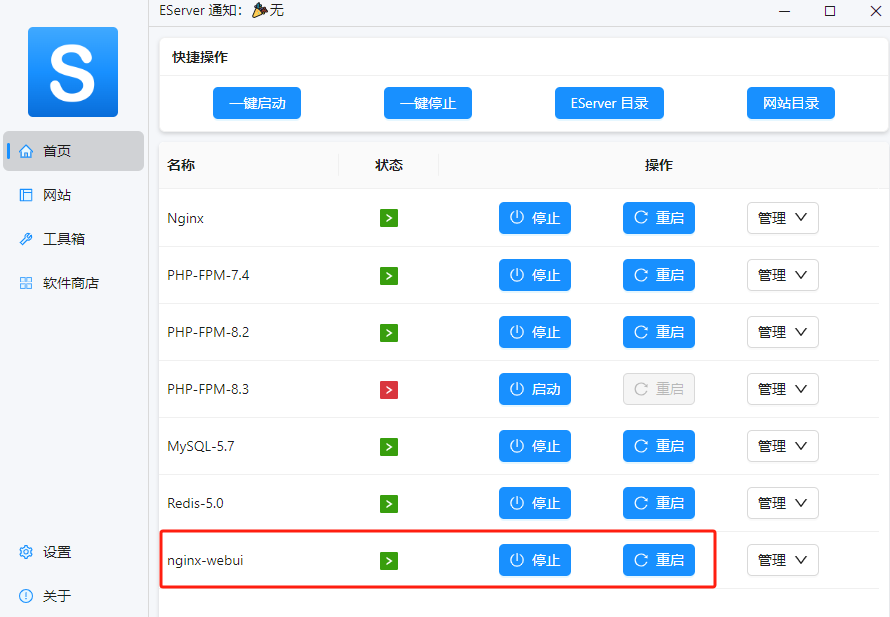 EServer 通知：🎉无
S
首页
网站
工具箱
软件商店
设置
关于
快捷操作
一键启动 一键停止 EServer 目录 网站目录
名称 状态 操作
Nginx 停止 重启 管理
PHP-FPM-7.4 停止 重启 管理
PHP-FPM-8.2 停止 重启 管理
PHP-FPM-8.3 启动 重启 管理
MySQL-5.7 停止 重启 管理
Redis-5.0 停止 重启 管理
nginx-webui 停止 重启 管理